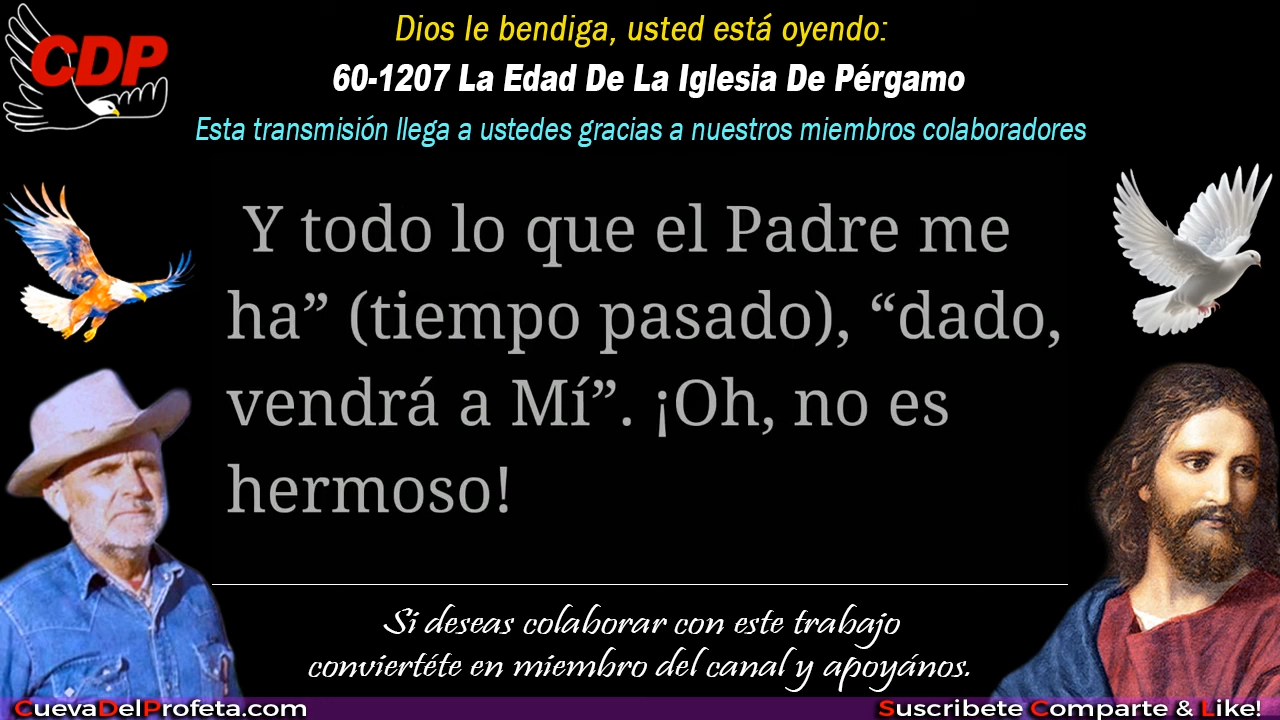 CDP
Dios le bendiga, usted está oyendo:
60-1207 La Edad De La Iglesia De Pérgamo
Esta transmisión llega a ustedes gracias a nuestros miembros colaboradores
Y todo lo que el Padre me
ha” (tiempo pasado), “dado,
vendrá a Mí”. ¡Oh, no es
hermoso!
Si deseas colaborar con este trabajo
conviertéte en miembro del canal y apoyános.
CuevaDelProfeta.com
Suscribete Comparte & Like!